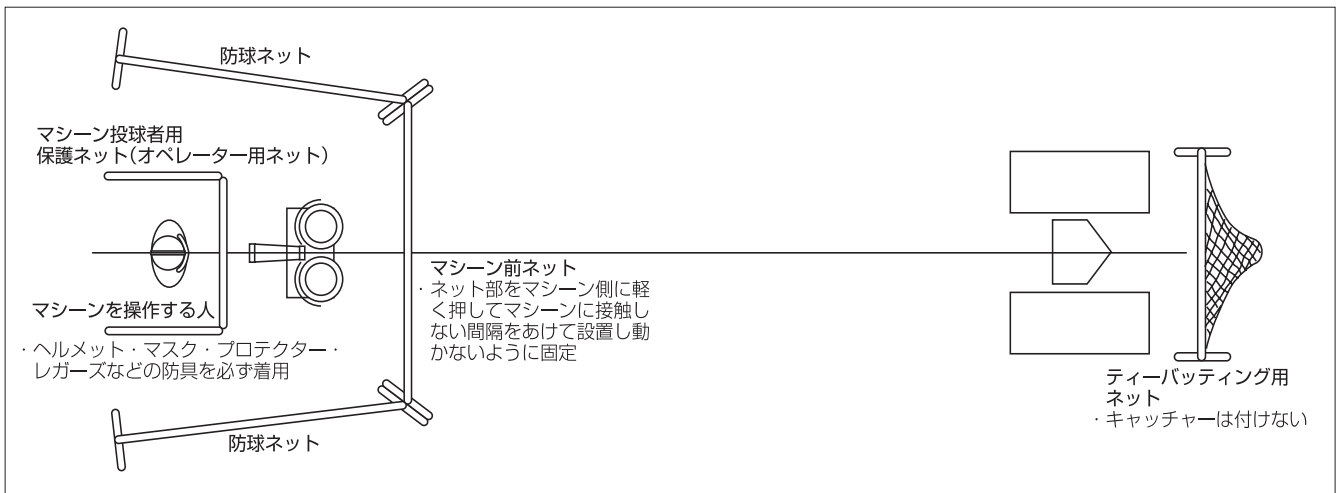 防球ネット
マシーン投球者用
保護ネット(オペレーター用ネット)
マシーンを操作する人
・ヘルメット・マスク・プロテクター・
レガーズなどの防具を必ず着用
マシーン前ネット
・ネット部をマシーン側に軽
く押してマシーンに接触し
ない間隔をあけて設置し動
かないように固定
防球ネット
ティーバッティング用
ネット
・キャッチャーは付けない